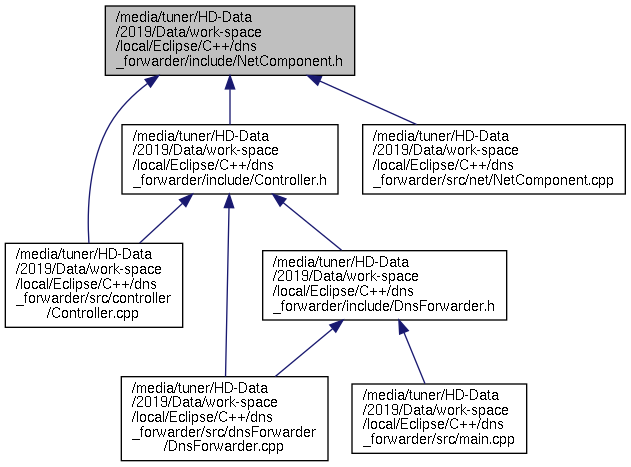 /media/tuner/HD-Data
/2019/Data/work-space
/local/Eclipse/C++/dns
_forwarder/include/NetComponent.h
/media/tuner/HD-Data
/2019/Data/work-space
/local/Eclipse/C++/dns
_forwarder/include/Controller.h
/media/tuner/HD-Data
/2019/Data/work-space
/local/Eclipse/C++/dns
_forwarder/src/net/NetComponent.cpp
/media/tuner/HD-Data
/2019/Data/work-space
/local/Eclipse/C++/dns
_forwarder/src/controller
/Controller.cpp
/media/tuner/HD-Data
/2019/Data/work-space
/local/Eclipse/C++/dns
_forwarder/include/DnsForwarder.h
/media/tuner/HD-Data
/2019/Data/work-space
/local/Eclipse/C++/dns
_forwarder/src/dnsForwarder
/DnsForwarder.cpp
/media/tuner/HD-Data
/2019/Data/work-space
/local/Eclipse/C++/dns
_forwarder/src/main.cpp